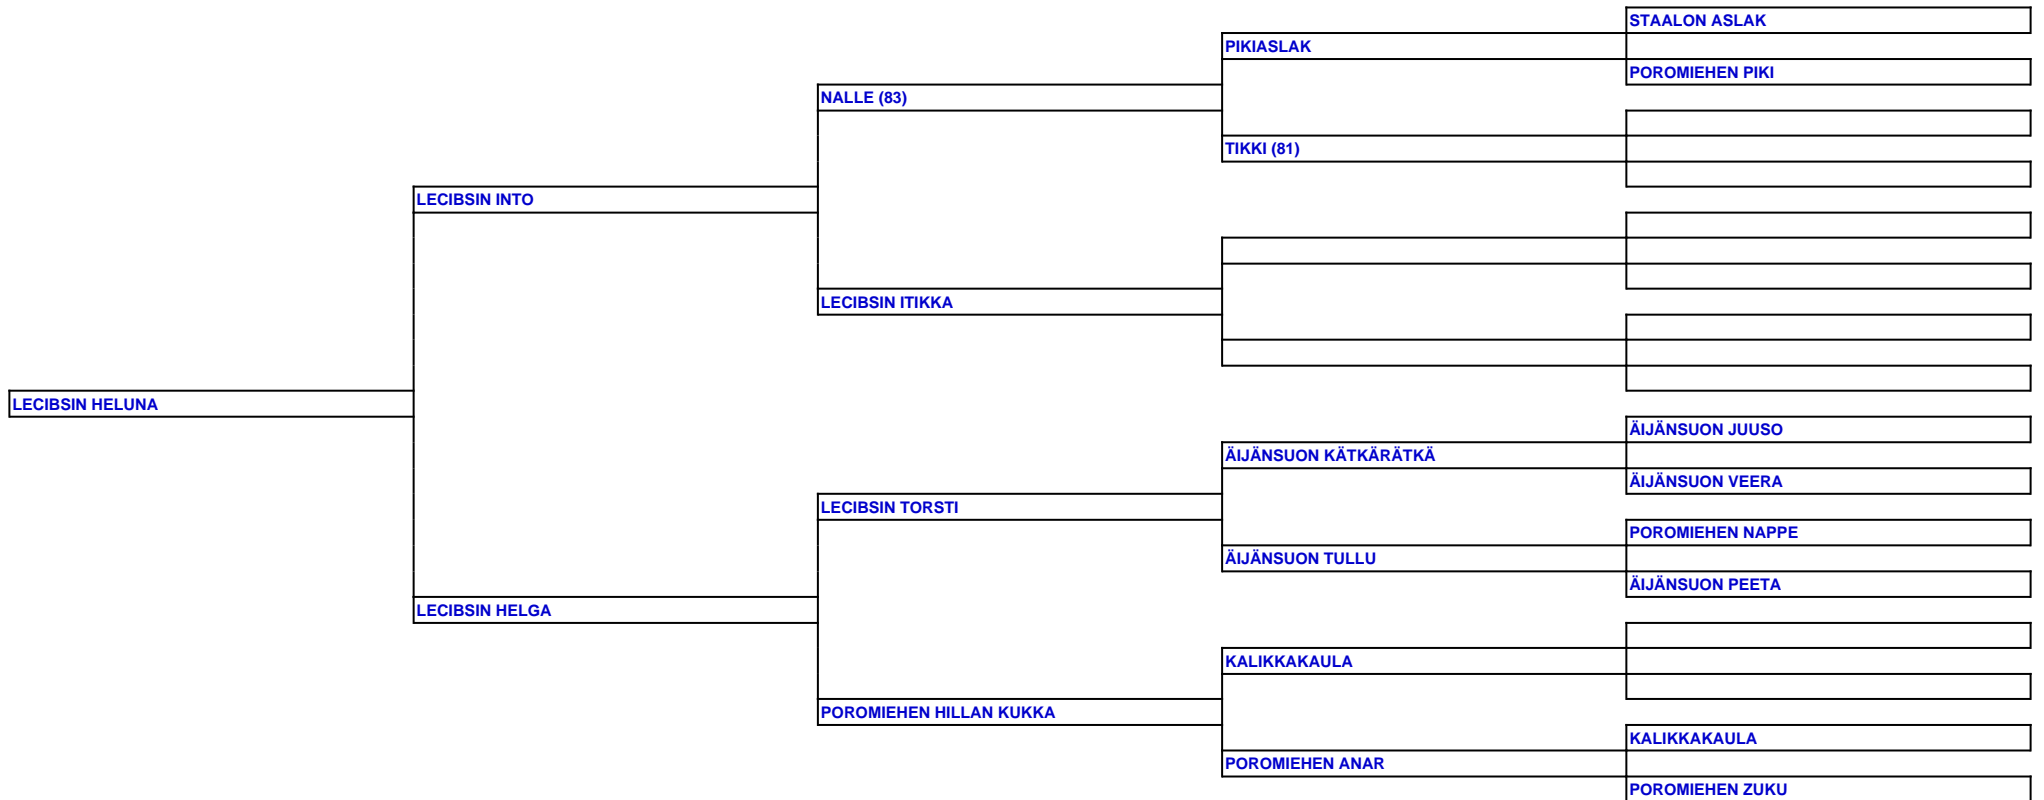 STAALON ASLAK
PIKIASLAK
POROMIEHEN PIKI
NALLE (83)
TIKKI (81)
LECIBSIN INTO
LECIBSIN ITIKKA
LECIBSIN HELUNA
ÄIJÄNSUON JUUSO
ÄIJÄNSUON KÄTKÄRÄTKÄ
ÄIJÄNSUON VEERA
LECIBSIN TORSTI
POROMIEHEN NAPPE
ÄIJÄNSUON TULLU
ÄIJÄNSUON PEETA
LECIBSIN HELGA
KALIKKAKAULA
POROMIEHEN HILLAN KUKKA
KALIKKAKAULA
POROMIEHEN ANAR
POROMIEHEN ZUKU